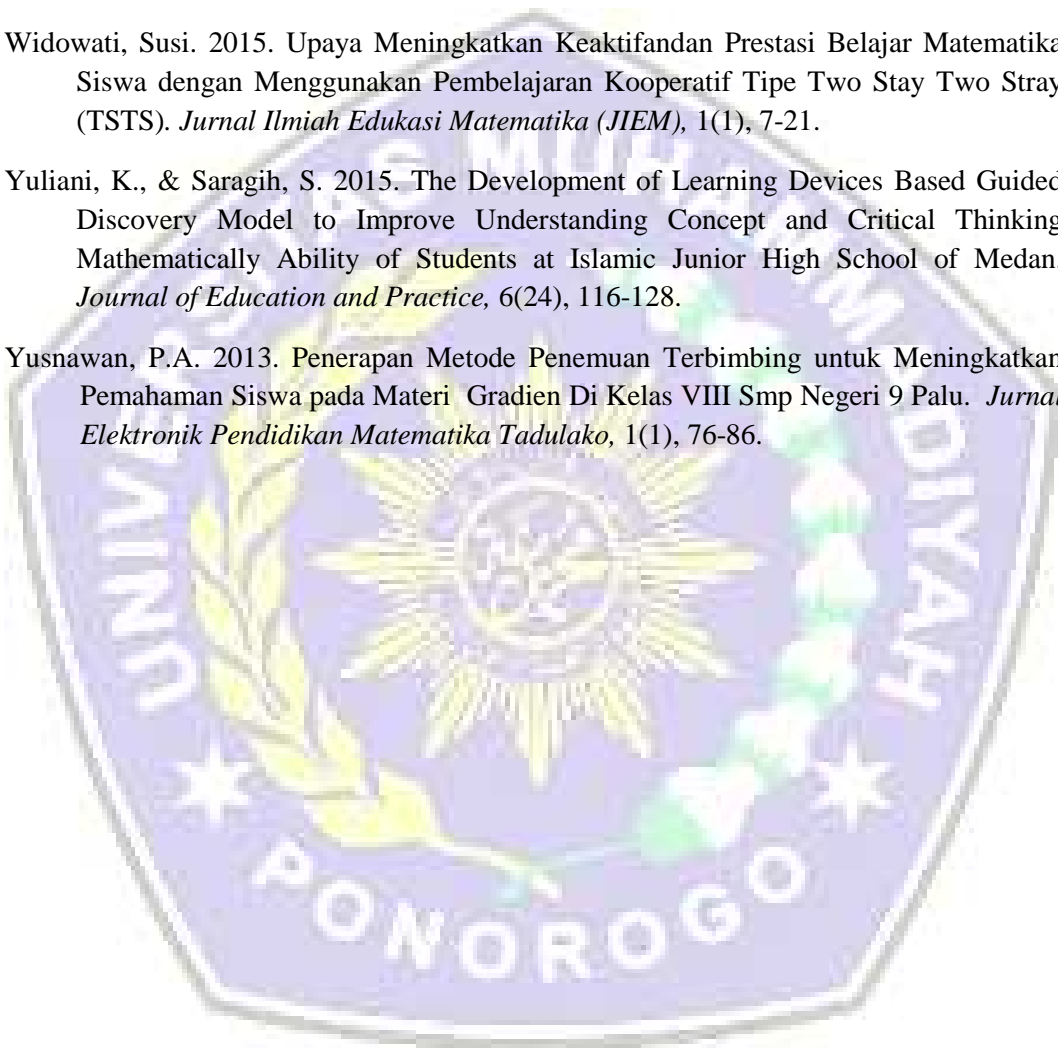 Widowati, Susi. 2015. Upaya Meningkatkan Keaktifandan Prestasi Belajar Matematika
Siswa dengan Menggunakan Pembelajaran Kooperatif Tipe Two Stay Two Stray
(TSTS). Jurnal Ilmiah Edukasi Matematika (JIEM), 1(1), 7-21.
Yuliani, K., & Saragih, S. 2015. The Development of Learning Devices Based Guided
Discovery Model to Improve Understanding Concept and Critical Thinking
Mathematically Ability of Students at Islamic Junior High School of Medan.
Journal of Education and Practice, 6(24), 116-128.
Yusnawan, P.A. 2013. Penerapan Metode Penemuan Terbimbing untuk Meningkatkan
Pemahaman Siswa pada Materi Gradien Di Kelas VIII Smp Negeri 9 Palu. Jurnal
Elektronik Pendidikan Matematika Tadulako, 1(1), 76-86.
UNIVERSITAS MUHAMMADIYAH
PONOROGO